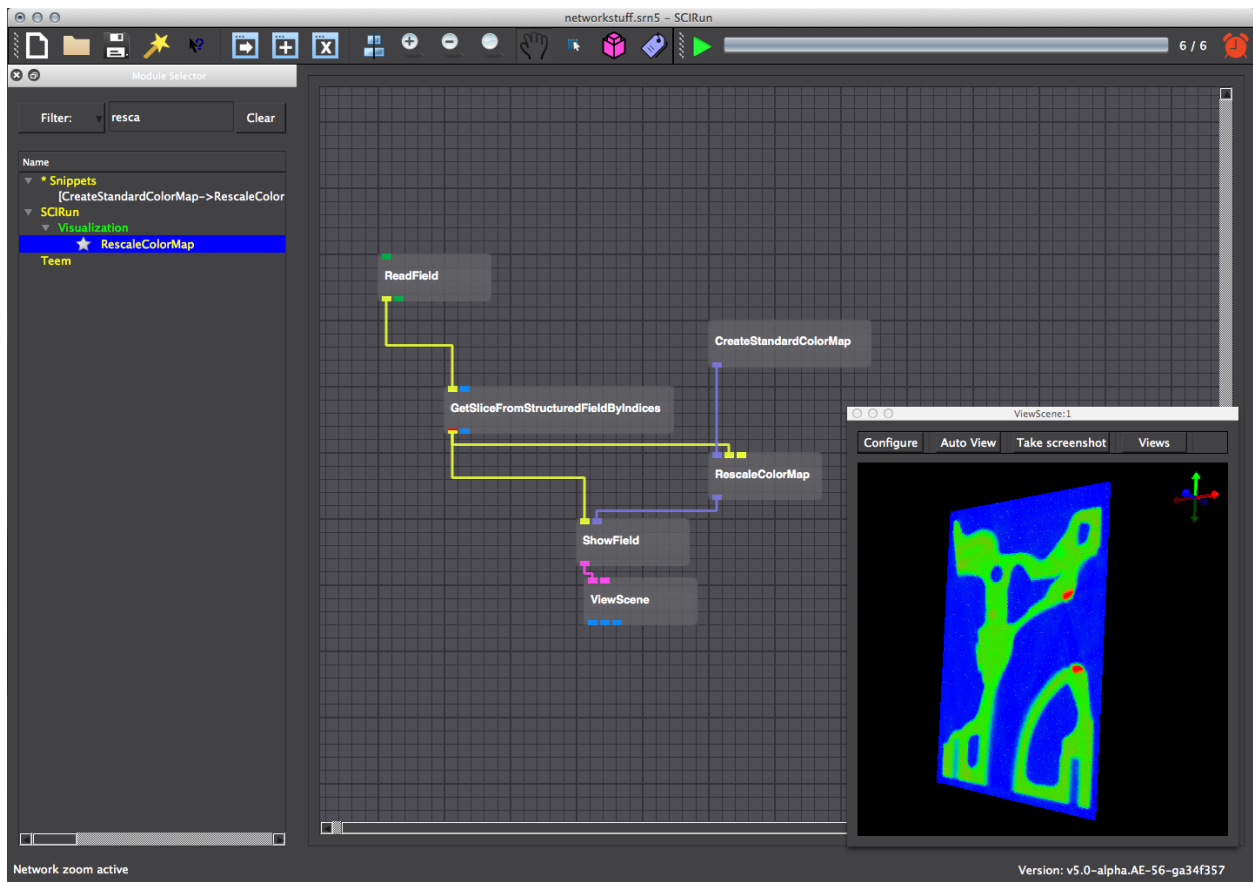 networkstuff.srn5 – SCIRun
6 / 6
Module Selector
Filter: resca Clear
Name
* Snippets
[CreateStandardColorMap->RescaleColor
SCIRun
Visualization
RescaleColorMap
Teem
ReadField
CreateStandardColorMap
GetSliceFromStructuredFieldByIndices
RescaleColorMap
ShowField
ViewScene
ViewScene:1
Configure Auto View Take screenshot Views
Network zoom active
Version: v5.0-alpha.AE-56-ga34f357